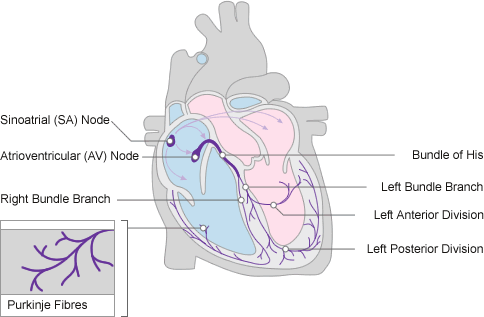 Sinoatrial (SA) Node
Atrioventricular (AV) Node
Right Bundle Branch
Purkinje Fibres
Bundle of His
Left Bundle Branch
Left Anterior Division
Left Posterior Division